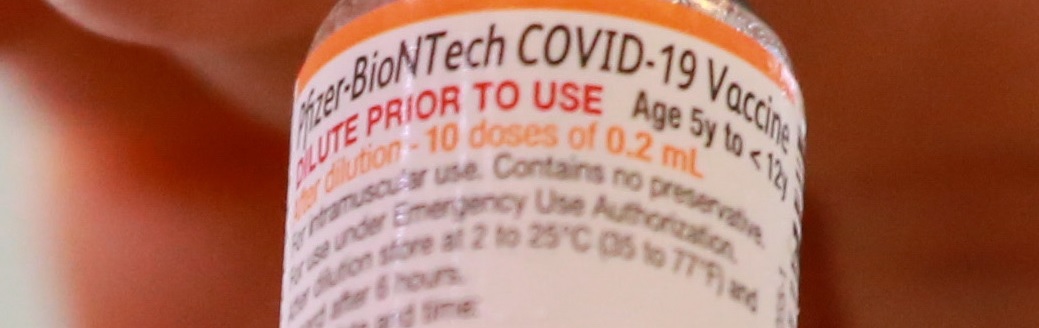 Pfizer-BioNTech COVID-19 Vaccine
DILUTE PRIOR TO USE Age 5y to < 12y
After dilution - 10 doses of 0.2 mL
For intramuscular use. Contains no preservative.
For use under Emergency Use Authorization.
dilution store at 2 to 25°C (35 to 77°F) and
after 6 hours.
and time: